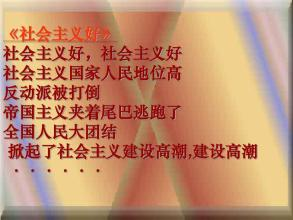 《社会主义好》
社会主义好，社会主义好
社会主义国家人民地位高
反动派被打倒
帝国主义夹着尾巴逃跑了
全国人民大团结
掀起了社会主义建设高潮,建设高潮
······